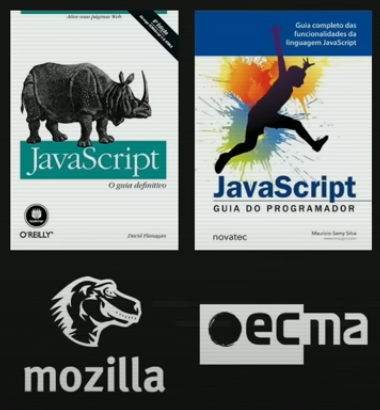 Ative suas páginas Web
JavaScript
O guia definitivo
O'REILLY®
David Flanagan
Guia completo das
funcionalidades da
linguagem JavaScript
JavaScript
GUIA DO PROGRAMADOR
novatec
Maurício Samy Silva
mozilla
ecma